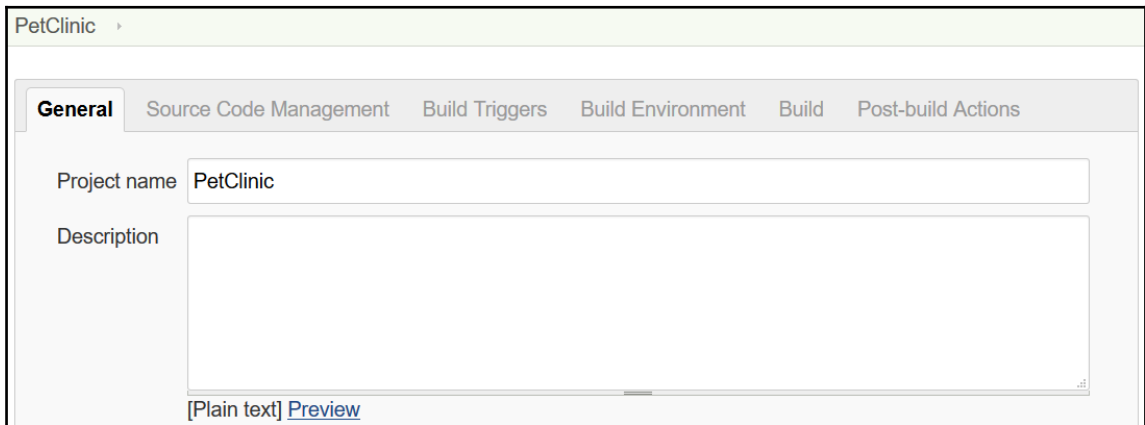 PetClinic
General Source Code Management Build Triggers Build Environment Build Post-build Actions
Project name PetClinic
Description
[Plain text] Preview